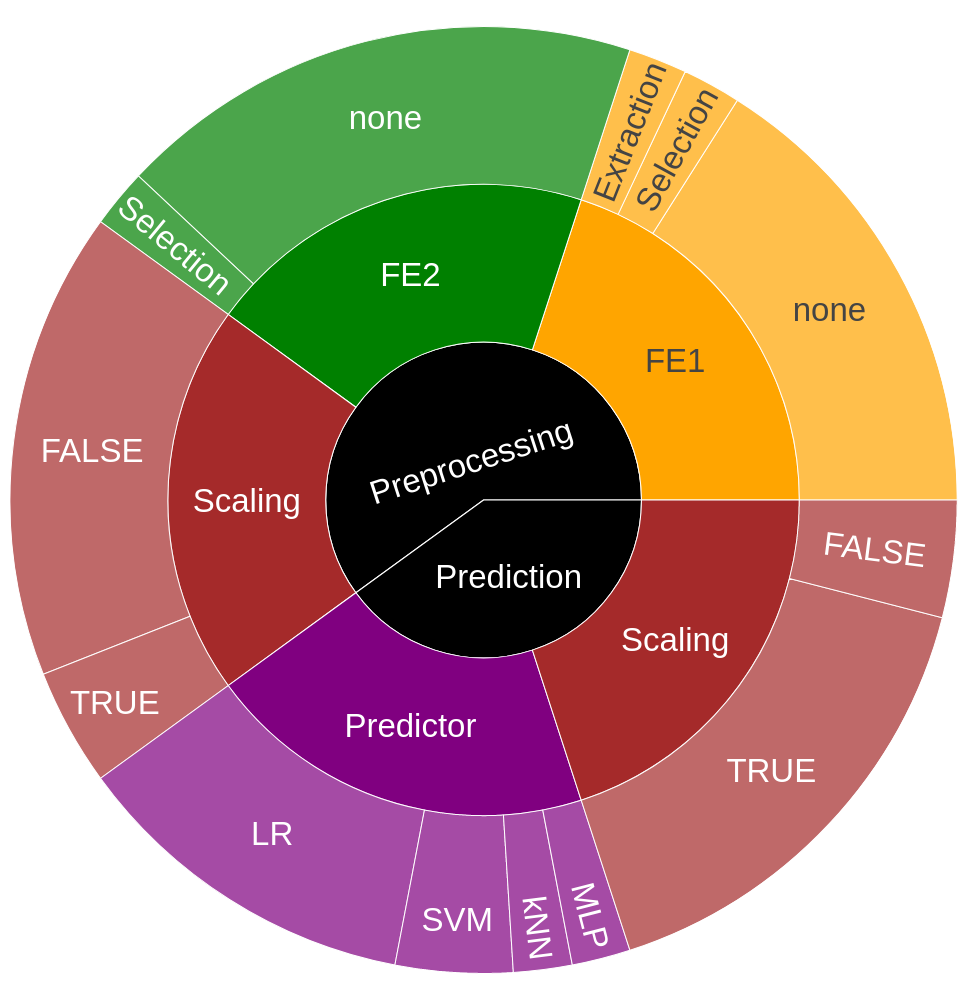 none
Extraction
Selection
Selection
FE2
none
FE1
FALSE
Preprocessing
Scaling
FALSE
Prediction
Scaling
TRUE
Predictor
TRUE
LR
SVM
kNN
MLP